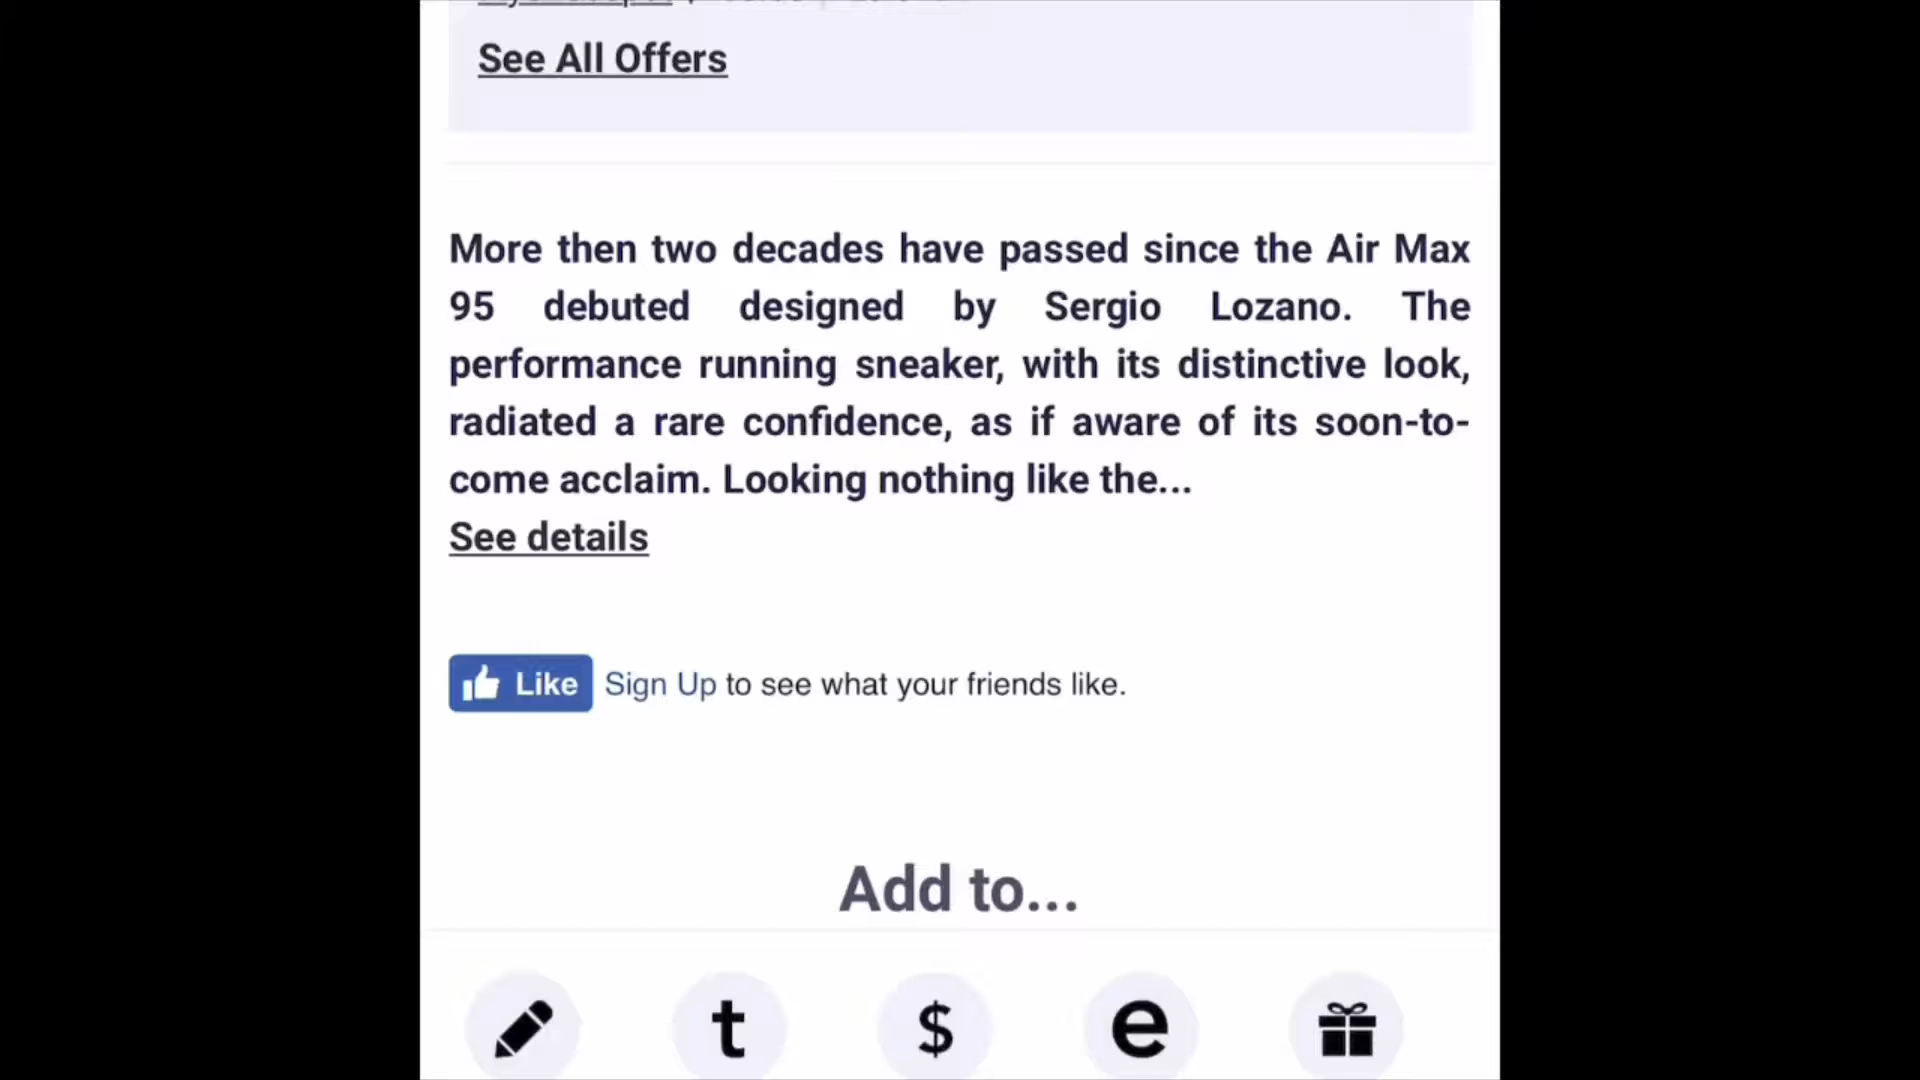 See All Offers
More then two decades have passed since the Air Max
95 debuted designed by Sergio Lozano. The
performance running sneaker, with its distinctive look,
radiated a rare confidence, as if aware of its soon-to-
come acclaim. Looking nothing like the...
See details
Like Sign Up to see what your friends like.
Add to...
t $ e